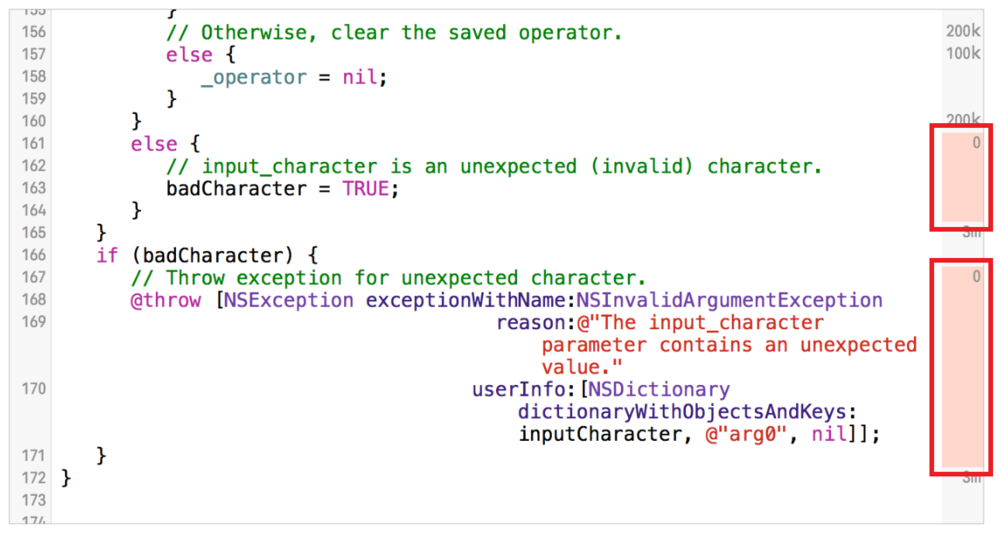 155 }
156 // Otherwise, clear the saved operator. 200k
157 else { 100k
158 _operator = nil;
159 }
160 } 200k
161 else { 0
162 // input_character is an unexpected (invalid) character.
163 badCharacter = TRUE;
164 }
165 } 3m
166 if (badCharacter) {
167 // Throw exception for unexpected character. 0
168 @throw [NSException exceptionWithName:NSInvalidArgumentException
169 reason:@"The input_character
parameter contains an unexpected
value."
170 userInfo:[NSDictionary
dictionaryWithObjectsAndKeys:
inputCharacter, @"arg0", nil]];
171 }
172 } 3m
173
174